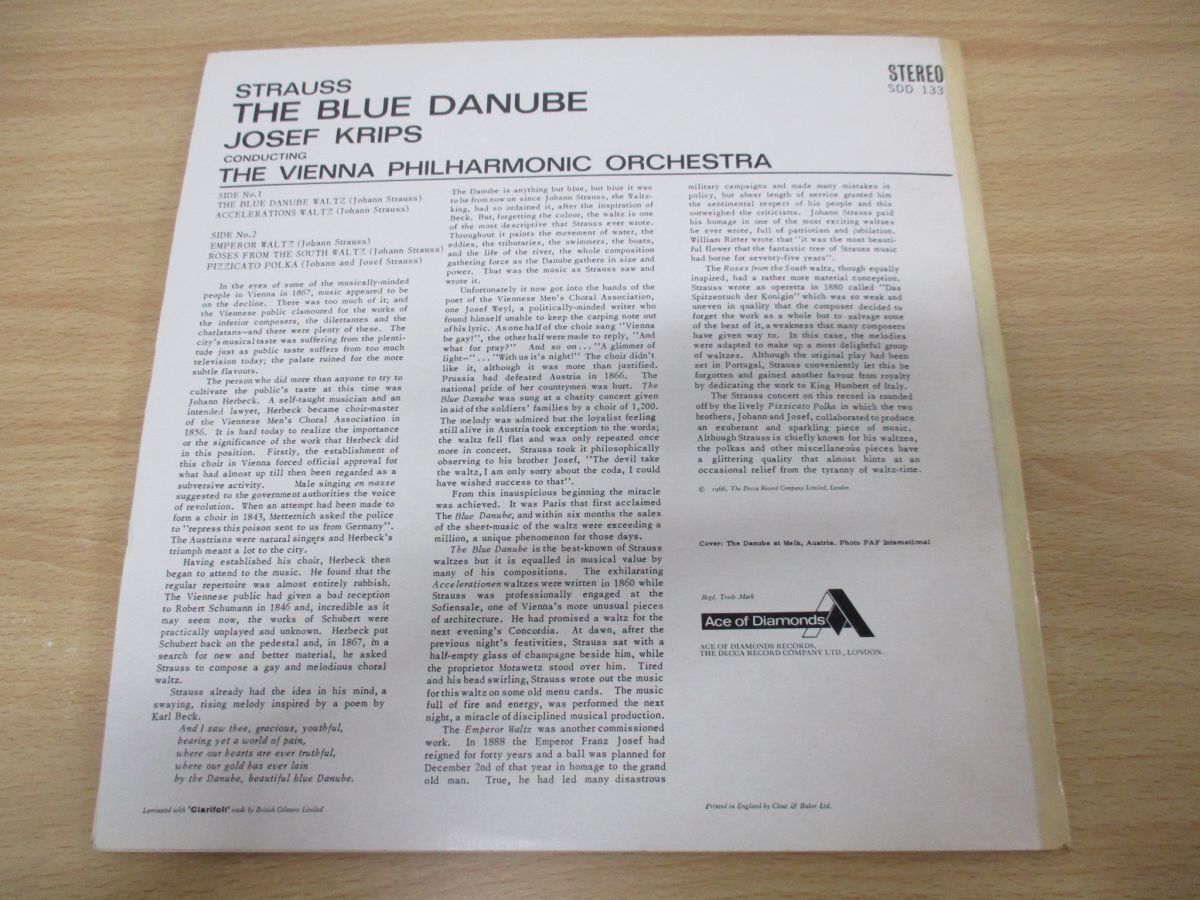 STRAUSS
THE BLUE DANUBE
JOSEF KRIPS
CONDUCTING
THE VIENNA PHILHARMONIC ORCHESTRA
STEREO
SDD 133
SIDE No.1
THE BLUE DANUBE WALTZ (Johann Strauss)
ACCELERATIONS WALTZ (Johann Strauss)
SIDE No.2
EMPEROR WALTZ (Johann Strauss)
ROSES FROM THE SOUTH WALTZ (Johann Strauss)
PIZZICATO POLKA (Johann and Josef Strauss)
In the eyes of some of the musically-minded
people in Vienna in 1867, music appeared to be
on the decline. There was too much of it; and
the Viennese public clamoured for the works of
the inferior composers, the dilettantes and the
charlatans—and there were plenty of these. The
city's musical taste was suffering from the pleni-
tude just as public taste suffers from too much
television today; the palate ruined for the more
subtle flavours.
The person who did more than anyone to try to
cultivate the public's taste at this time was
Johann Herbeck. A self-taught musician and an
intended lawyer, Herbeck became choir-master
of the Viennese Men's Choral Association in
1856. It is hard today to realize the importance
or the significance of the work that Herbeck did
in this position. Firstly, the establishment of
this choir in Vienna forced official approval for
what had almost up till then been regarded as a
subversive activity. Male singing en masse
suggested to the government authorities the voice
of revolution. When an attempt had been made to
form a choir in 1843, Metternich asked the police
to "repress this poison sent to us from Germany".
The Austrians were natural singers and Herbeck's
triumph meant a lot to the city.
Having established his choir, Herbeck then
began to attend to the music. He found that the
regular repertoire was almost entirely rubbish.
The Viennese public had given a bad reception
to Robert Schumann in 1846 and, incredible as it
may seem now, the works of Schubert were
practically unplayed and unknown. Herbeck put
Schubert back on the pedestal and, in 1867, in a
search for new and better material, he asked
Strauss to compose a gay and melodious choral
waltz.
Strauss already had the idea in his mind, a
swaying, rising melody inspired by a poem by
Karl Beck.
And I saw thee, gracious, youthful,
bearing yet a world of pain,
where our hearts are ever truthful,
where our gold has ever lain
by the Danube, beautiful blue Danube.
The Danube is anything but blue, but blue it was
to be from now on since Johann Strauss, the Waltz-
king, had so ordained it, after the inspiration of
Beck. But, forgetting the colour, the waltz is one
of the most descriptive that Strauss ever wrote.
Throughout it paints the movement of water, the
eddies, the tributaries, the swimmers, the boats,
and the life of the river, the whole composition
gathering force as the Danube gathers in size and
power. That was the music as Strauss saw and
wrote it.
Unfortunately it now got into the hands of the
poet of the Viennese Men's Choral Association,
one Josef Weyl, a politically-minded writer who
found himself unable to keep the carping note out
of his lyric. As one half of the choir sang "Vienna
be gay!", the other half were made to reply, "And
what for pray?" And so on... "A glimmer of
light—"... "With us it's night!" The choir didn't
like it, although it was more than justified.
Prussia had defeated Austria in 1866. The
national pride of her countrymen was hurt. The
Blue Danube was sung at a charity concert given
in aid of the soldiers' families by a choir of 1,200.
The melody was admired but the loyalist feeling
still alive in Austria took exception to the words;
the waltz fell flat and was only repeated once
more in concert. Strauss took it philosophically
observing to his brother Josef, "The devil take
the waltz, I am only sorry about the coda, I could
have wished success to that".
From this inauspicious beginning the miracle
was achieved. It was Paris that first acclaimed
The Blue Danube, and within six months the sales
of the sheet-music of the waltz were exceeding a
million, a unique phenomenon for those days.
The Blue Danube is the best-known of Strauss
waltzes but it is equalled in musical value by
many of his compositions. The exhilarating
Accelerationen waltzes were written in 1860 while
Strauss was professionally engaged at the
Sofiensale, one of Vienna's more unusual pieces
of architecture. He had promised a waltz for the
next evening's Concordia. At dawn, after the
previous night's festivities, Strauss sat with a
half-empty glass of champagne beside him, while
the proprietor Morawetz stood over him. Tired
and his head swirling, Strauss wrote out the music
for this waltz on some old menu cards. The music
full of fire and energy, was performed the next
night, a miracle of disciplined musical production.
The Emperor Waltz was another commissioned
work. In 1888 the Emperor Franz Josef had
reigned for forty years and a ball was planned for
December 2nd of that year in homage to the grand
old man. True, he had led many disastrous
military campaigns and made many mistakes in
policy, but sheer length of service granted him
the sentimental respect of his people and this
outweighed the criticisms. Johann Strauss paid
his homage in one of the most exciting waltzes
he ever wrote, full of patriotism and jubilation.
William Ritter wrote that "it was the most beauti-
ful flower that the fantastic tree of Strauss music
had borne for seventy-five years".
The Roses from the South waltz, though equally
inspired, had a rather more material conception.
Strauss wrote an operetta in 1880 called "Das
Spitzentuch der Konigin" which was so weak and
uneven in quality that the composer decided to
forget the work as a whole but to salvage some
of the best of it, a weakness that many composers
have given way to. In this case, the melodies
were adapted to make up a most delightful group
of waltzes. Although the original play had been
set in Portugal, Strauss conveniently let this be
forgotten and gained another favour from royalty
by dedicating the work to King Humbert of Italy.
The Strauss concert on this record is rounded
off by the lively Pizzicato Polka in which the two
brothers, Johann and Josef, collaborated to produce
an exuberant and sparkling piece of music.
Although Strauss is chiefly known for his waltzes,
the polkas and other miscellaneous pieces have
a glittering quality that almost hints at an
occasional relief from the tyranny of waltz-time.
© 1966, The Decca Record Company Limited, London
Cover: The Danube at Melk, Austria. Photo PAF International
Regd. Trade Mark
Ace of Diamonds
ACE OF DIAMONDS RECORDS,
THE DECCA RECORD COMPANY LTD., LONDON.
Laminated with 'Clarifoil' made by British Celanese Limited
Printed in England by Clout & Baker Ltd.